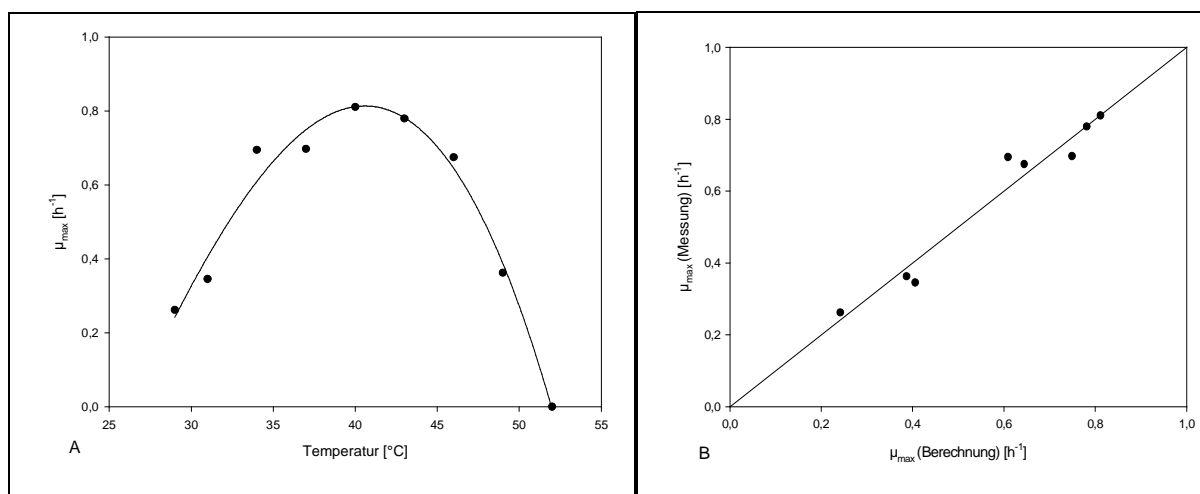 1,0
0,8
0,6
0,4
0,2
0,0
µmax [h-1]
25 30 35 40 45 50 55
Temperatur [°C]
A
1,0
0,8
0,6
0,4
0,2
0,0
µmax (Messung) [h-1]
0,0 0,2 0,4 0,6 0,8 1,0
µmax (Berechnung) [h-1]
B